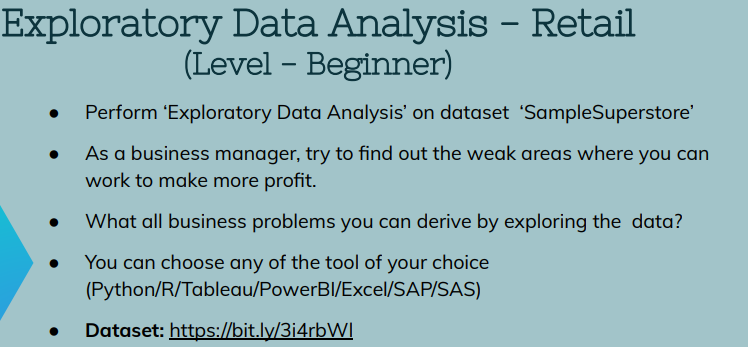 Exploratory Data Analysis – Retail
(Level – Beginner)
● Perform ‘Exploratory Data Analysis’ on dataset ‘SampleSuperstore’
● As a business manager, try to find out the weak areas where you can
work to make more profit.
● What all business problems you can derive by exploring the data?
● You can choose any of the tool of your choice
(Python/R/Tableau/PowerBI/Excel/SAP/SAS)
● Dataset: https://bit.ly/3i4rbWl